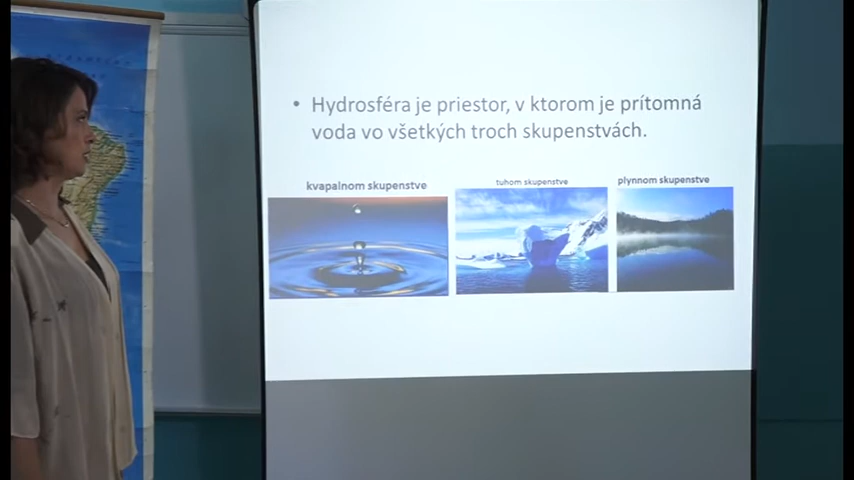 • Hydrosféra je priestor, v ktorom je prítomná
voda vo všetkých troch skupenstvách.
kvapalnom skupenstve
tuhom skupenstve
plynnom skupenstve